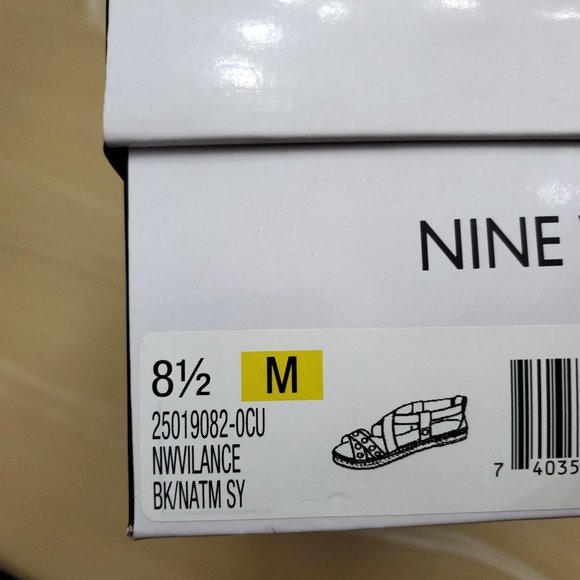 NINE
8½ M
25019082-0CU
NWVILANCE
BK/NATM SY
7 4035